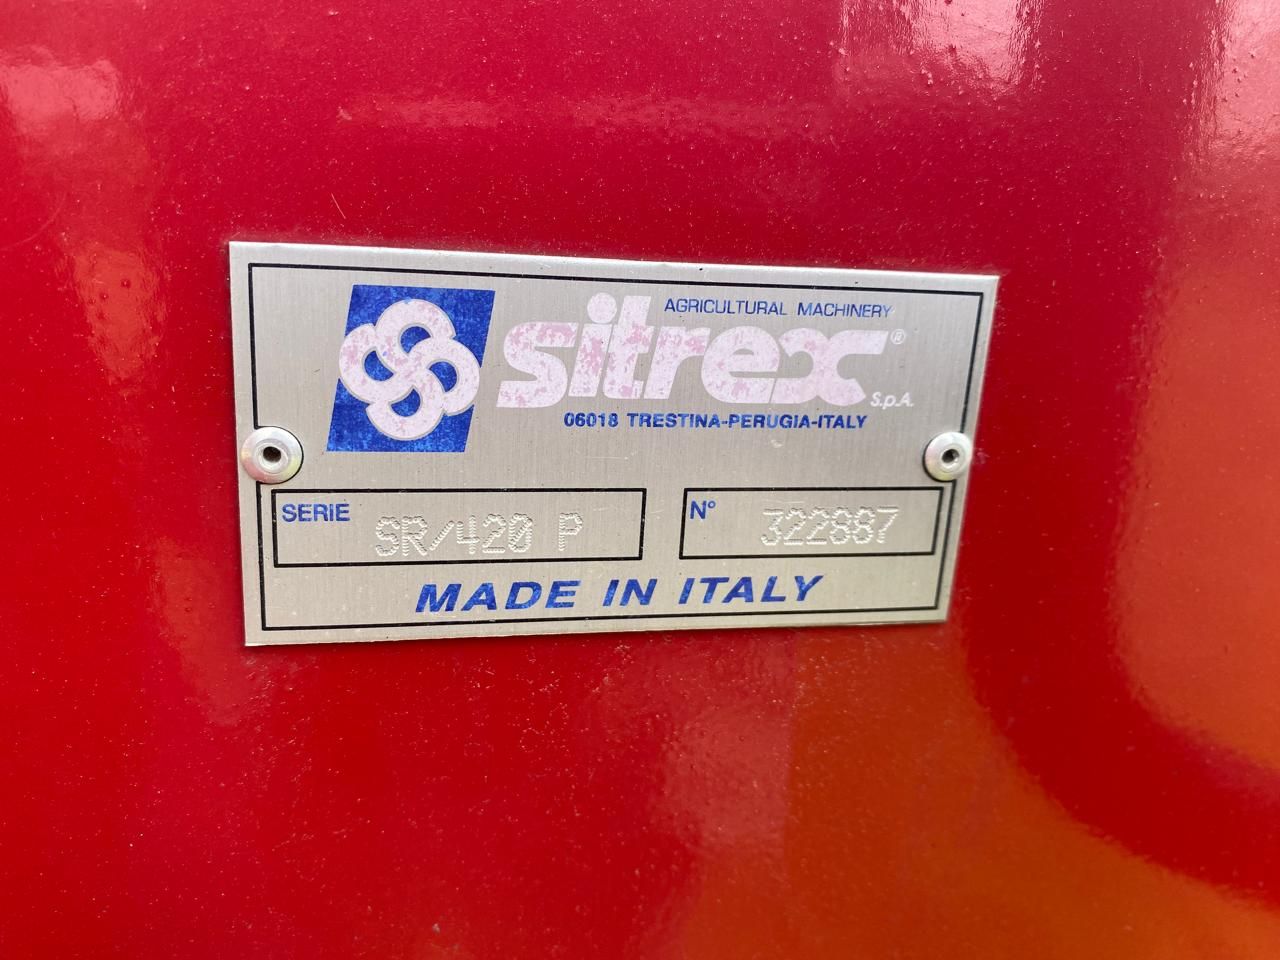 AGRICULTURAL MACHINERY
sitrex® S.p.A.
06018 TRESTINA-PERUGIA-ITALY
SERIE SR/420 P N° 322887
MADE IN ITALY